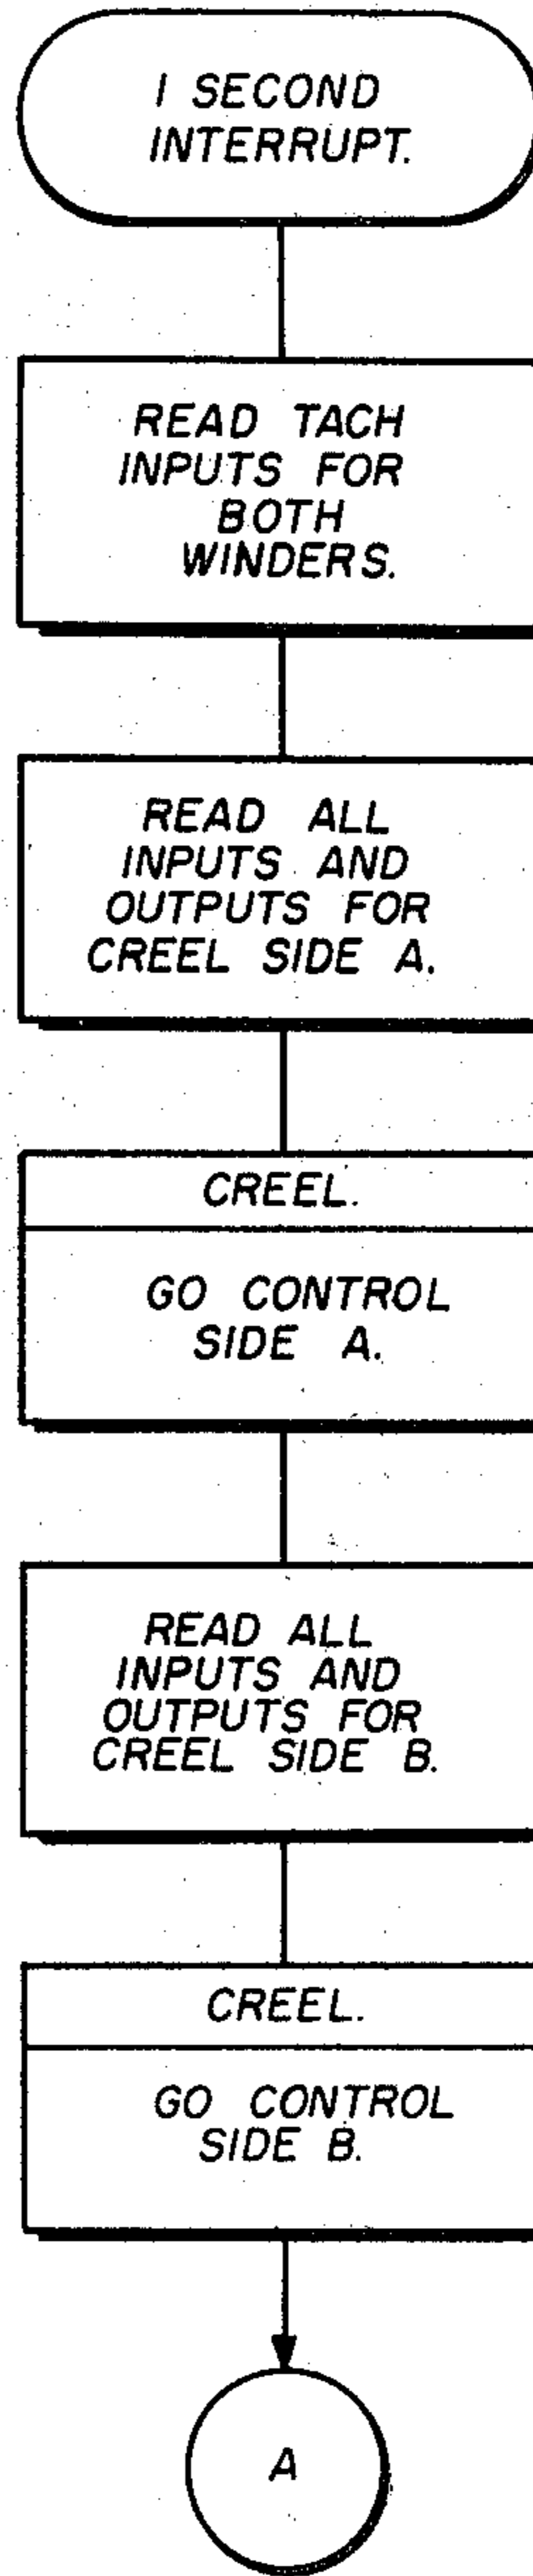 1 SECOND
INTERRUPT.
READ TACH
INPUTS FOR
BOTH
WINDERS.
READ ALL
INPUTS AND
OUTPUTS FOR
CREEL SIDE A.
CREEL.
GO CONTROL
SIDE A.
READ ALL
INPUTS AND
OUTPUTS FOR
CREEL SIDE B.
CREEL.
GO CONTROL
SIDE B.
A